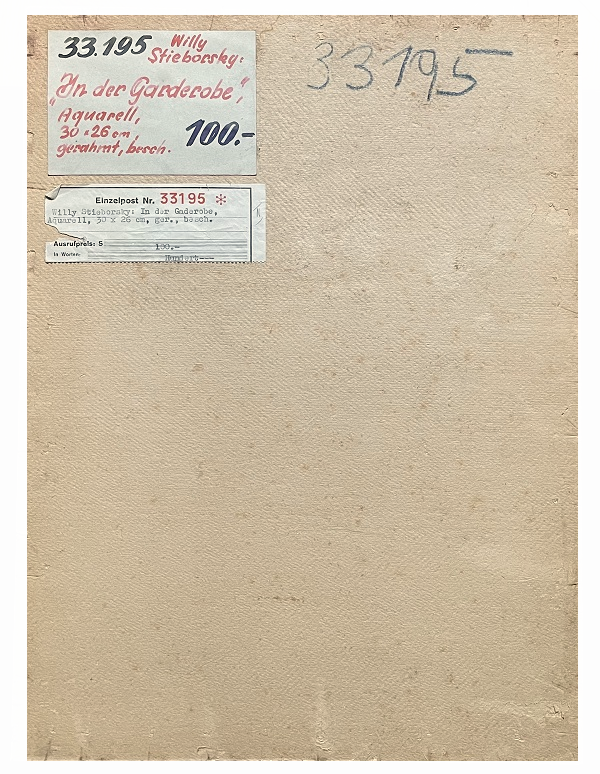 33.195 Willy
Stieborsky:
„In der Garderobe“,
Aquarell,
30 x 26 cm,
gerahmt, besch. 100.-
33195
Einzelpost Nr. 33195 *
Willy Stieborsky: In der Gaderobe,
Aquarell, 30 x 26 cm, ger., besch.
Ausrufpreis: S 100.-
In Worten: Hundert---